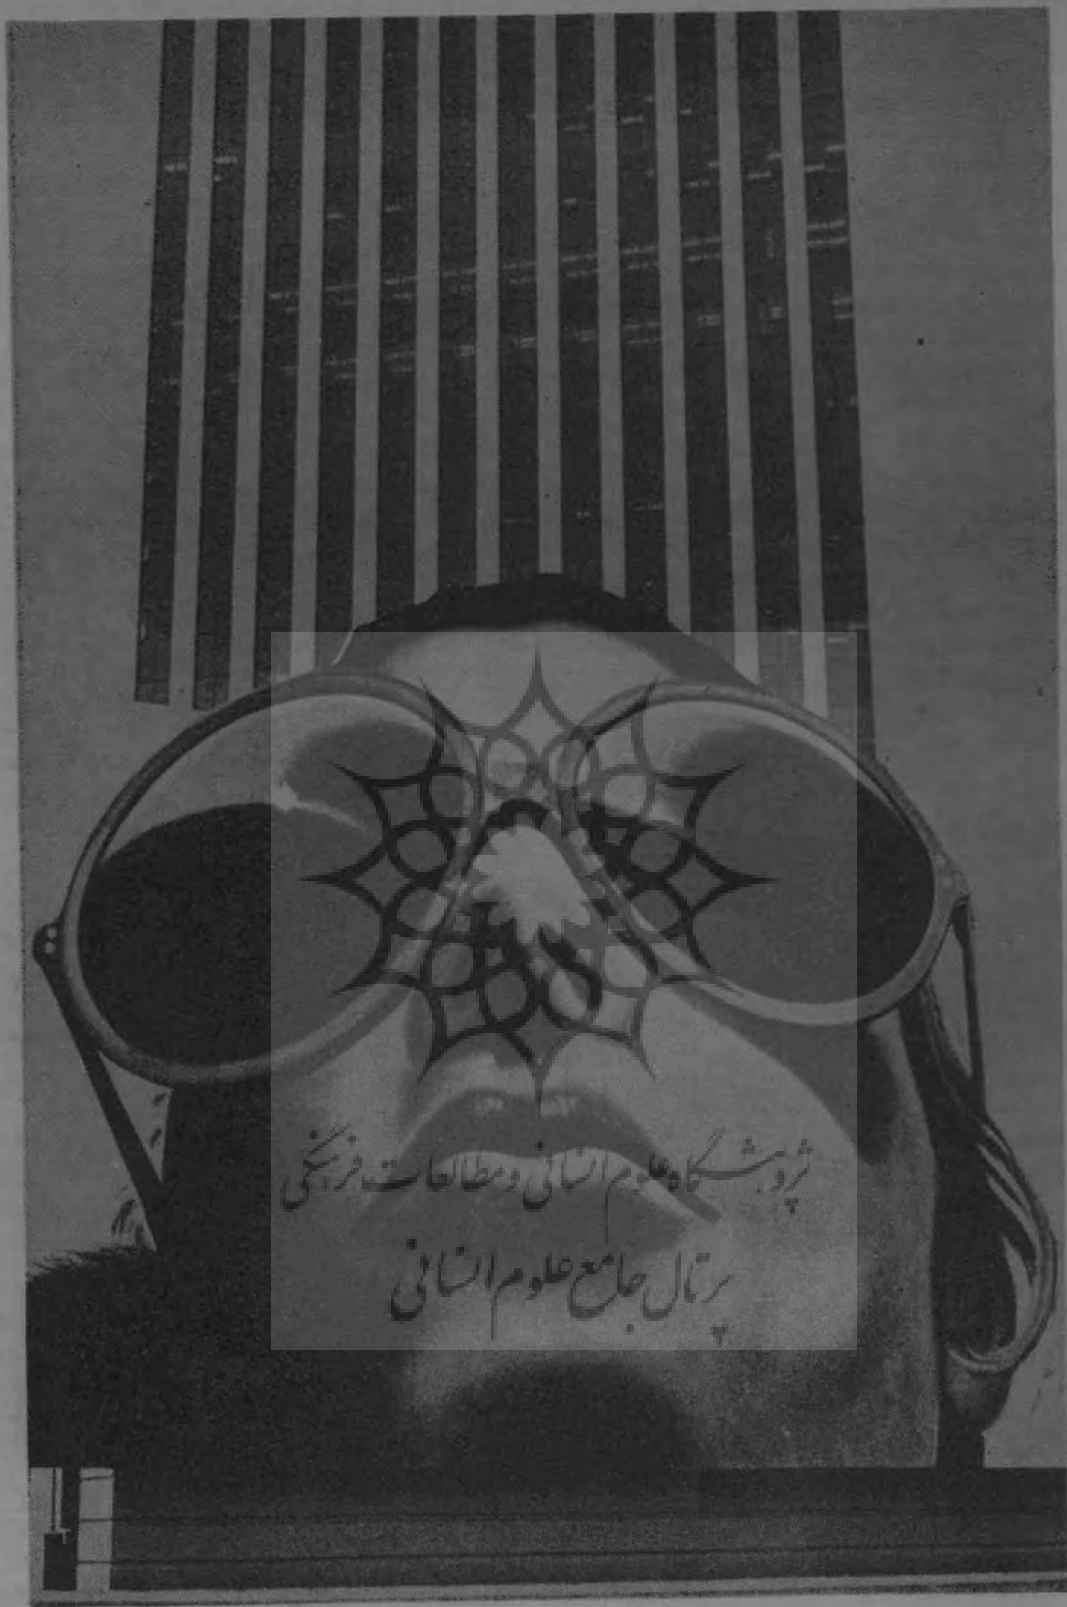 پژوهشگاه علوم انسانی و مطالعات فرهنگی
پرتال جامع علوم انسانی